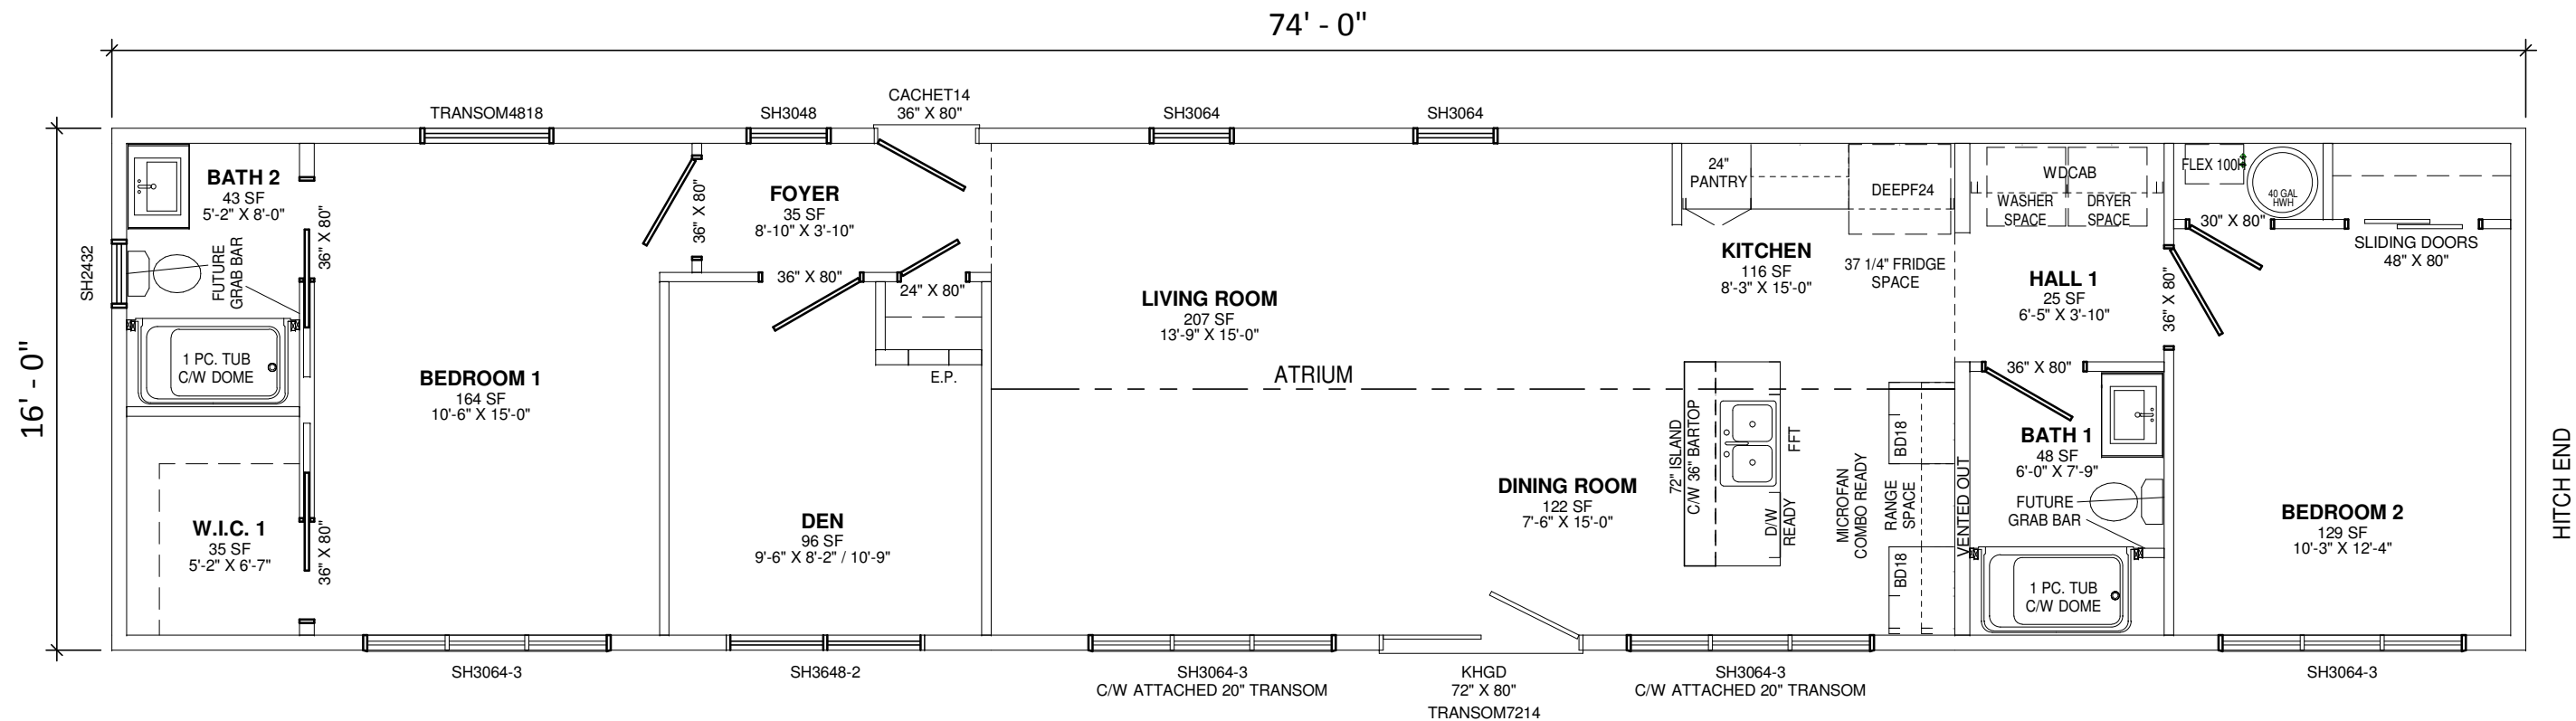 74' - 0"
16' - 0"
TRANSOM4818
SH3048
CACHET14
36" X 80"
SH3064
SH3064
SH2432
BATH 2
43 SF
5'-2" X 8'-0"
FUTURE
GRAB BAR
36" X 80"
1 PC. TUB
C/W DOME
W.I.C. 1
35 SF
5'-2" X 6'-7"
36" X 80"
BEDROOM 1
164 SF
10'-6" X 15'-0"
36" X 80"
FOYER
35 SF
8'-10" X 3'-10"
36" X 80"
24" X 80"
E.P.
DEN
96 SF
9'-6" X 8'-2" / 10'-9"
LIVING ROOM
207 SF
13'-9" X 15'-0"
ATRIUM
DINING ROOM
122 SF
7'-6" X 15'-0"
24"
PANTRY
DEEPF24
KITCHEN
116 SF
8'-3" X 15'-0"
37 1/4" FRIDGE
SPACE
72" ISLAND
C/W 36" BARTOP
FFT
D/W
READY
MICROFAN
COMBO READY
BD18
RANGE
SPACE
BD18
VENTED OUT
WDCAB
WASHER
SPACE
DRYER
SPACE
HALL 1
25 SF
6'-5" X 3'-10"
36" X 80"
36" X 80"
BATH 1
48 SF
6'-0" X 7'-9"
FUTURE
GRAB BAR
1 PC. TUB
C/W DOME
40 GAL
HWH
30" X 80"
SLIDING DOORS
48" X 80"
BEDROOM 2
129 SF
10'-3" X 12'-4"
HITCH END
SH3064-3
SH3648-2
SH3064-3
C/W ATTACHED 20" TRANSOM
KHGD
72" X 80"
TRANSOM7214
SH3064-3
C/W ATTACHED 20" TRANSOM
SH3064-3
FLEX